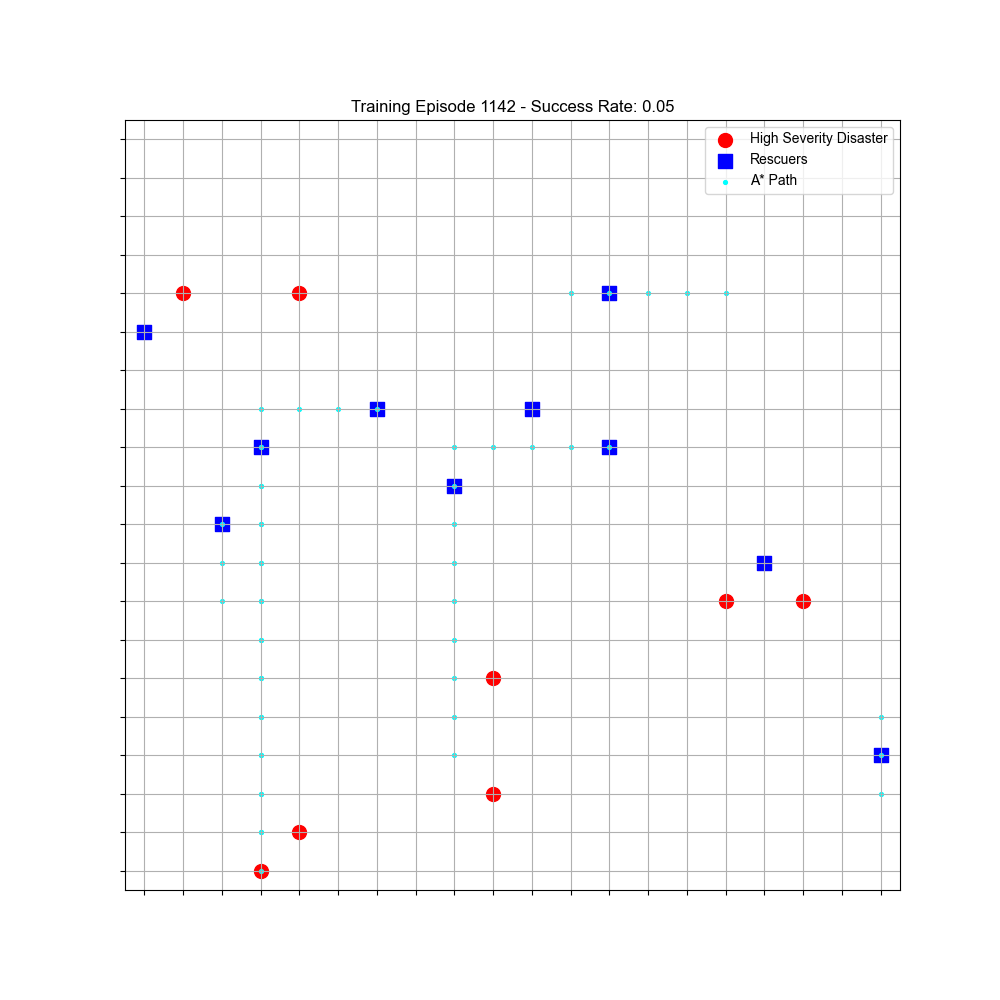 Training Episode 1142 - Success Rate: 0.05
High Severity Disaster
Rescuers
A* Path